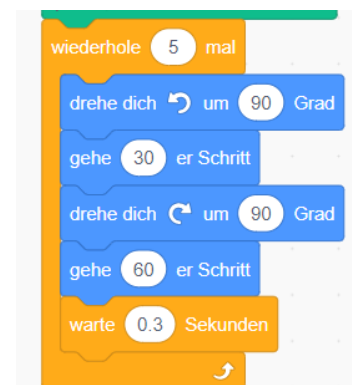 wiederhole 5 mal
drehe dich um 90 Grad
gehe 30 er Schritt
drehe dich um 90 Grad
gehe 60 er Schritt
warte 0.3 Sekunden